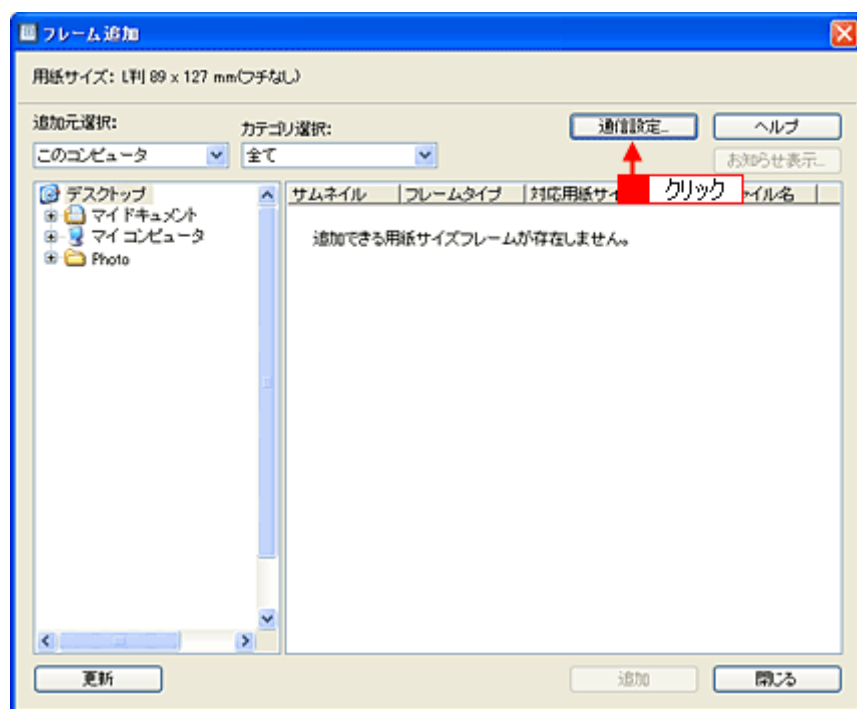 フレーム追加
用紙サイズ: L判 89 x 127 mm(フチなし)
追加元選択:
カテゴリ選択:
通信設定...
ヘルプ
このコンピュータ
全て
お知らせ表示...
デスクトップ
マイ ドキュメント
マイ コンピュータ
Photo
サムネイル
フレームタイプ
対応用紙サイ
クリック
ァイル名
追加できる用紙サイズフレームが存在しません。
更新
追加
閉じる